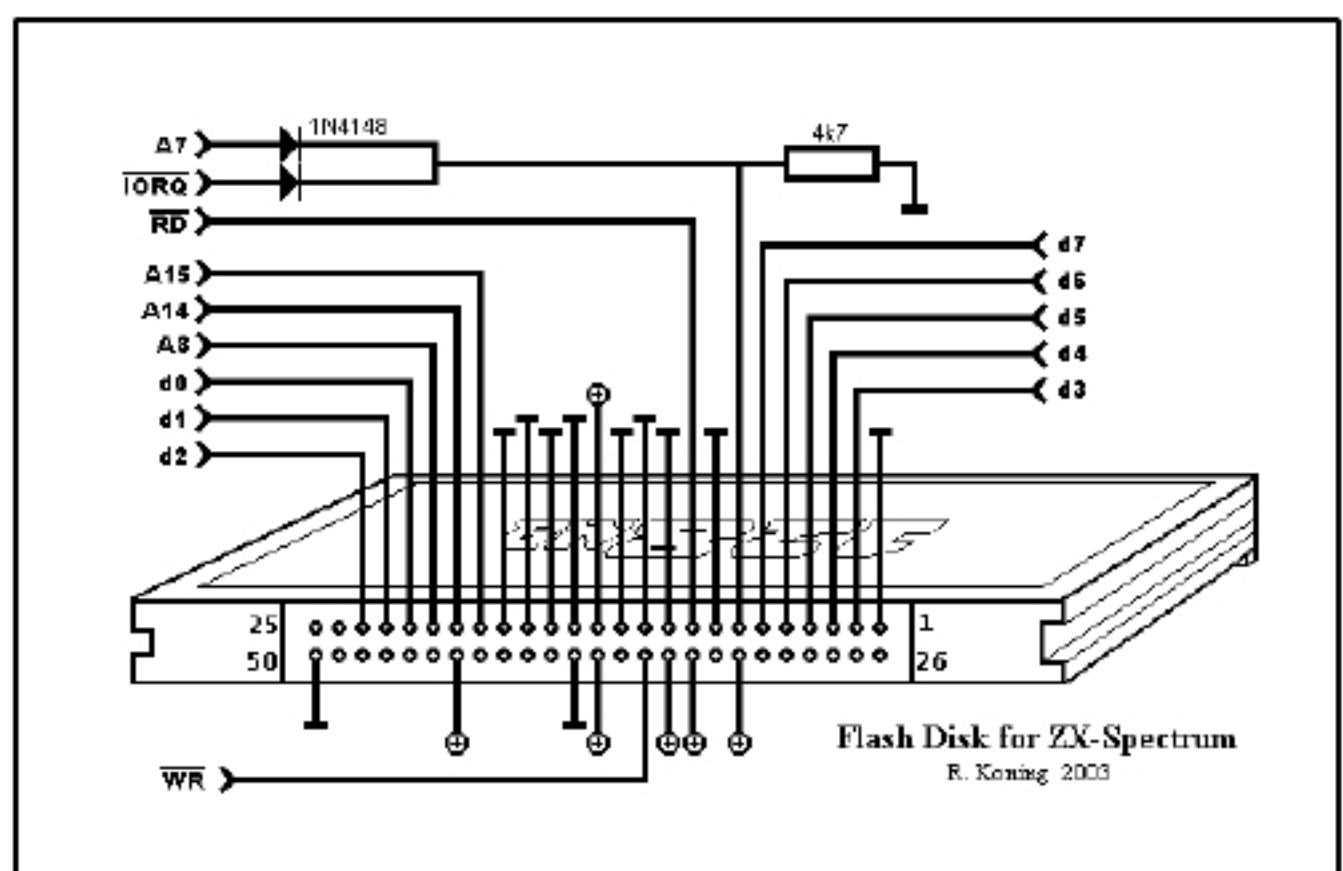 A7
1N4148
4k7
IORQ
RD
d7
A15
d6
A14
d5
A8
d4
d0
d3
d1
d2
25
1
50
26
Flash Disk for ZX-Spectrum
R. Koning 2003
WR